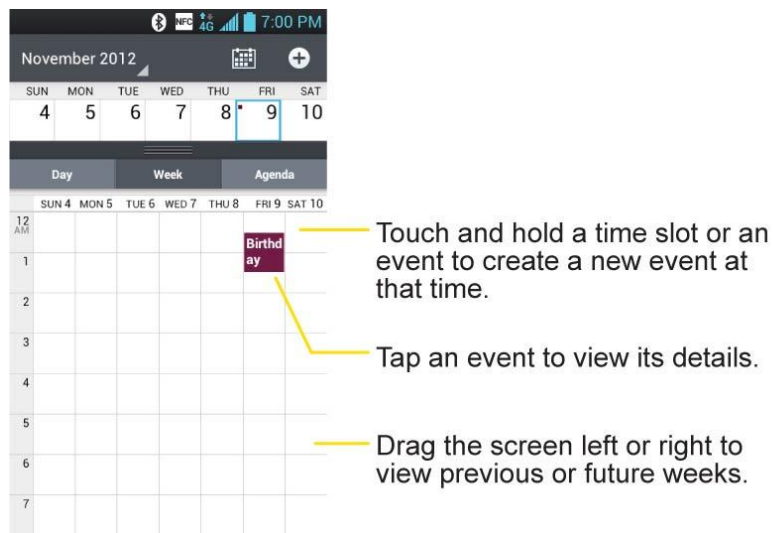 NFC 4G 7:00 PM
November 2012
SUN MON TUE WED THU FRI SAT
4 5 6 7 8 9 10
Day Week Agenda
SUN 4 MON 5 TUE 6 WED 7 THU 8 FRI 9 SAT 10
12
AM
Birthd
ay
1
2
3
4
5
6
7
Touch and hold a time slot or an
event to create a new event at
that time.
Tap an event to view its details.
Drag the screen left or right to
view previous or future weeks.